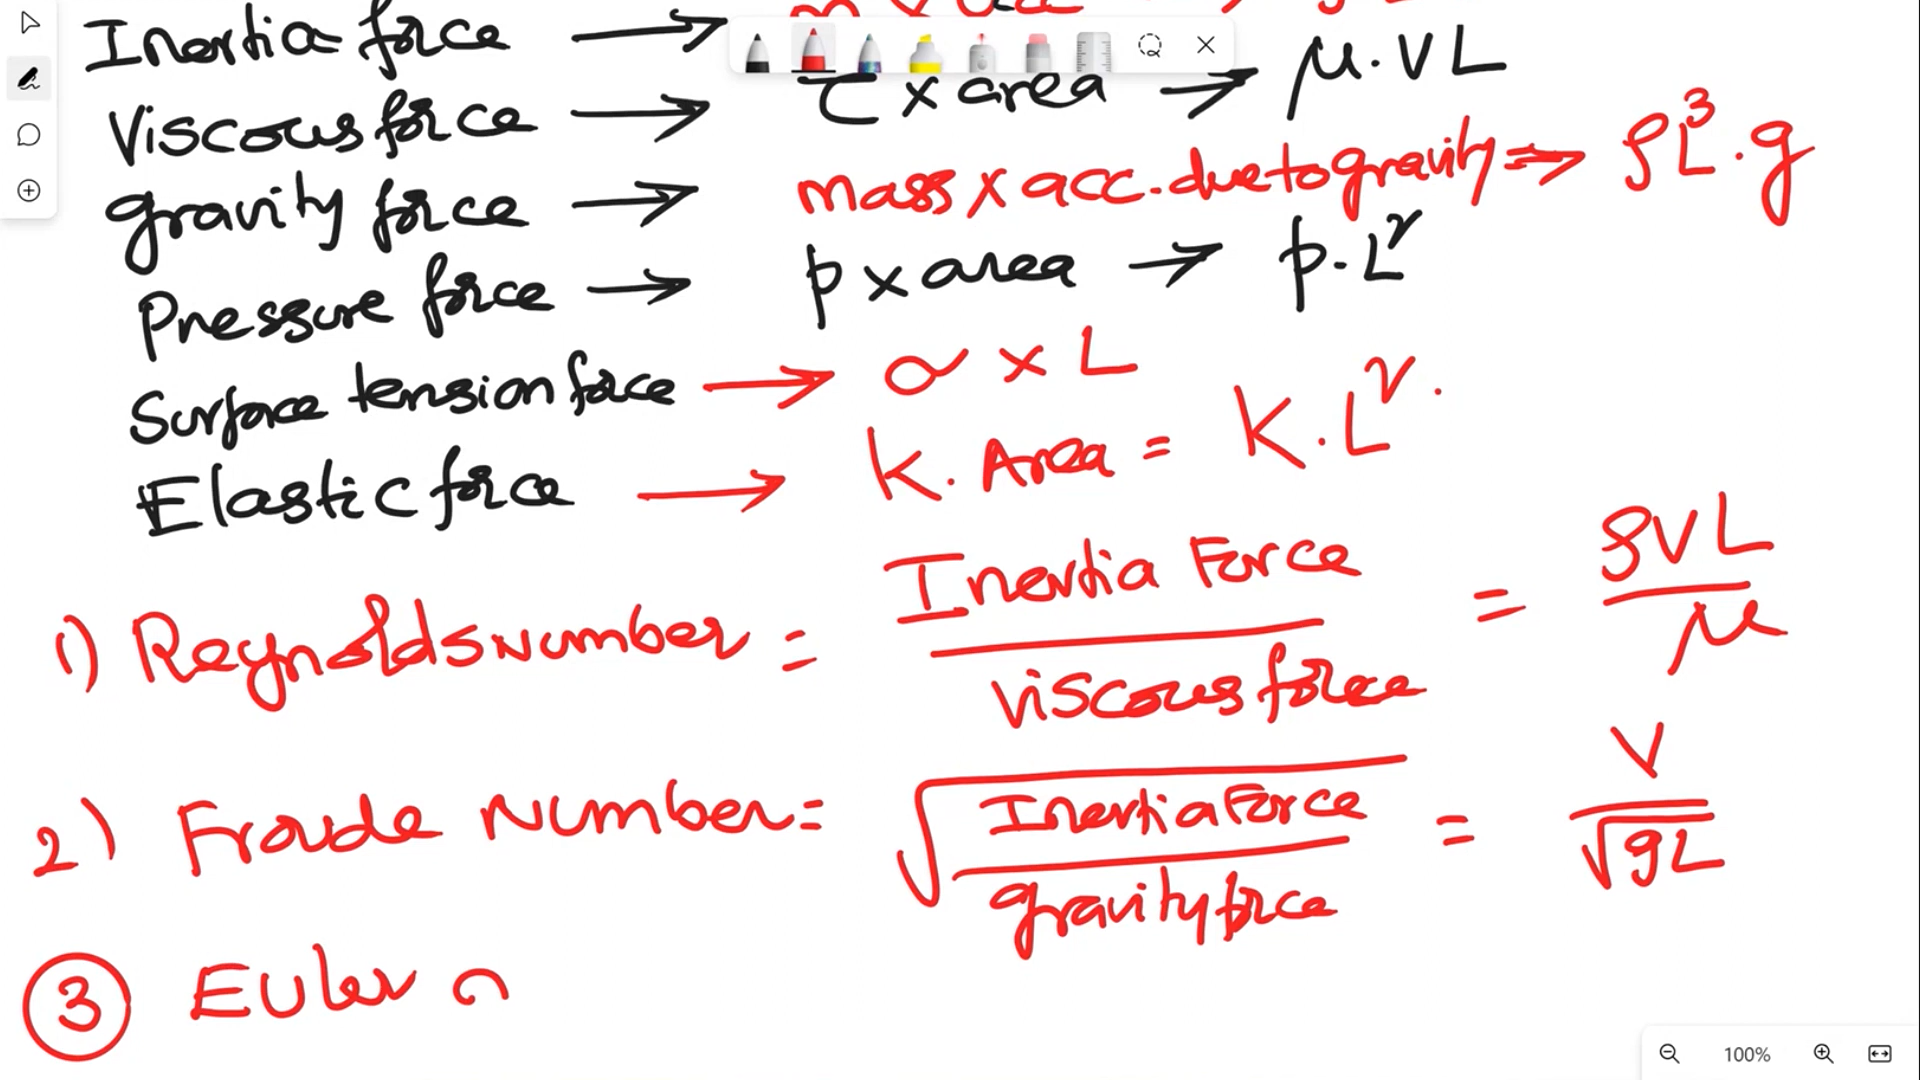 Inertia force →
Viscous force → τ x area → μ.VL
gravity force → mass x acc. due to gravity ⇒ ρL³.g
Pressure force → p x area → p.L²
Surface tension force → σ x L
Elastic force → K. Area = K.L².
1) Reynolds Number = Inertia Force / viscous force = ρVL / μ
2) Froude Number = √(Inertia Force / gravity force) = V / √gL
③ Euler
100%